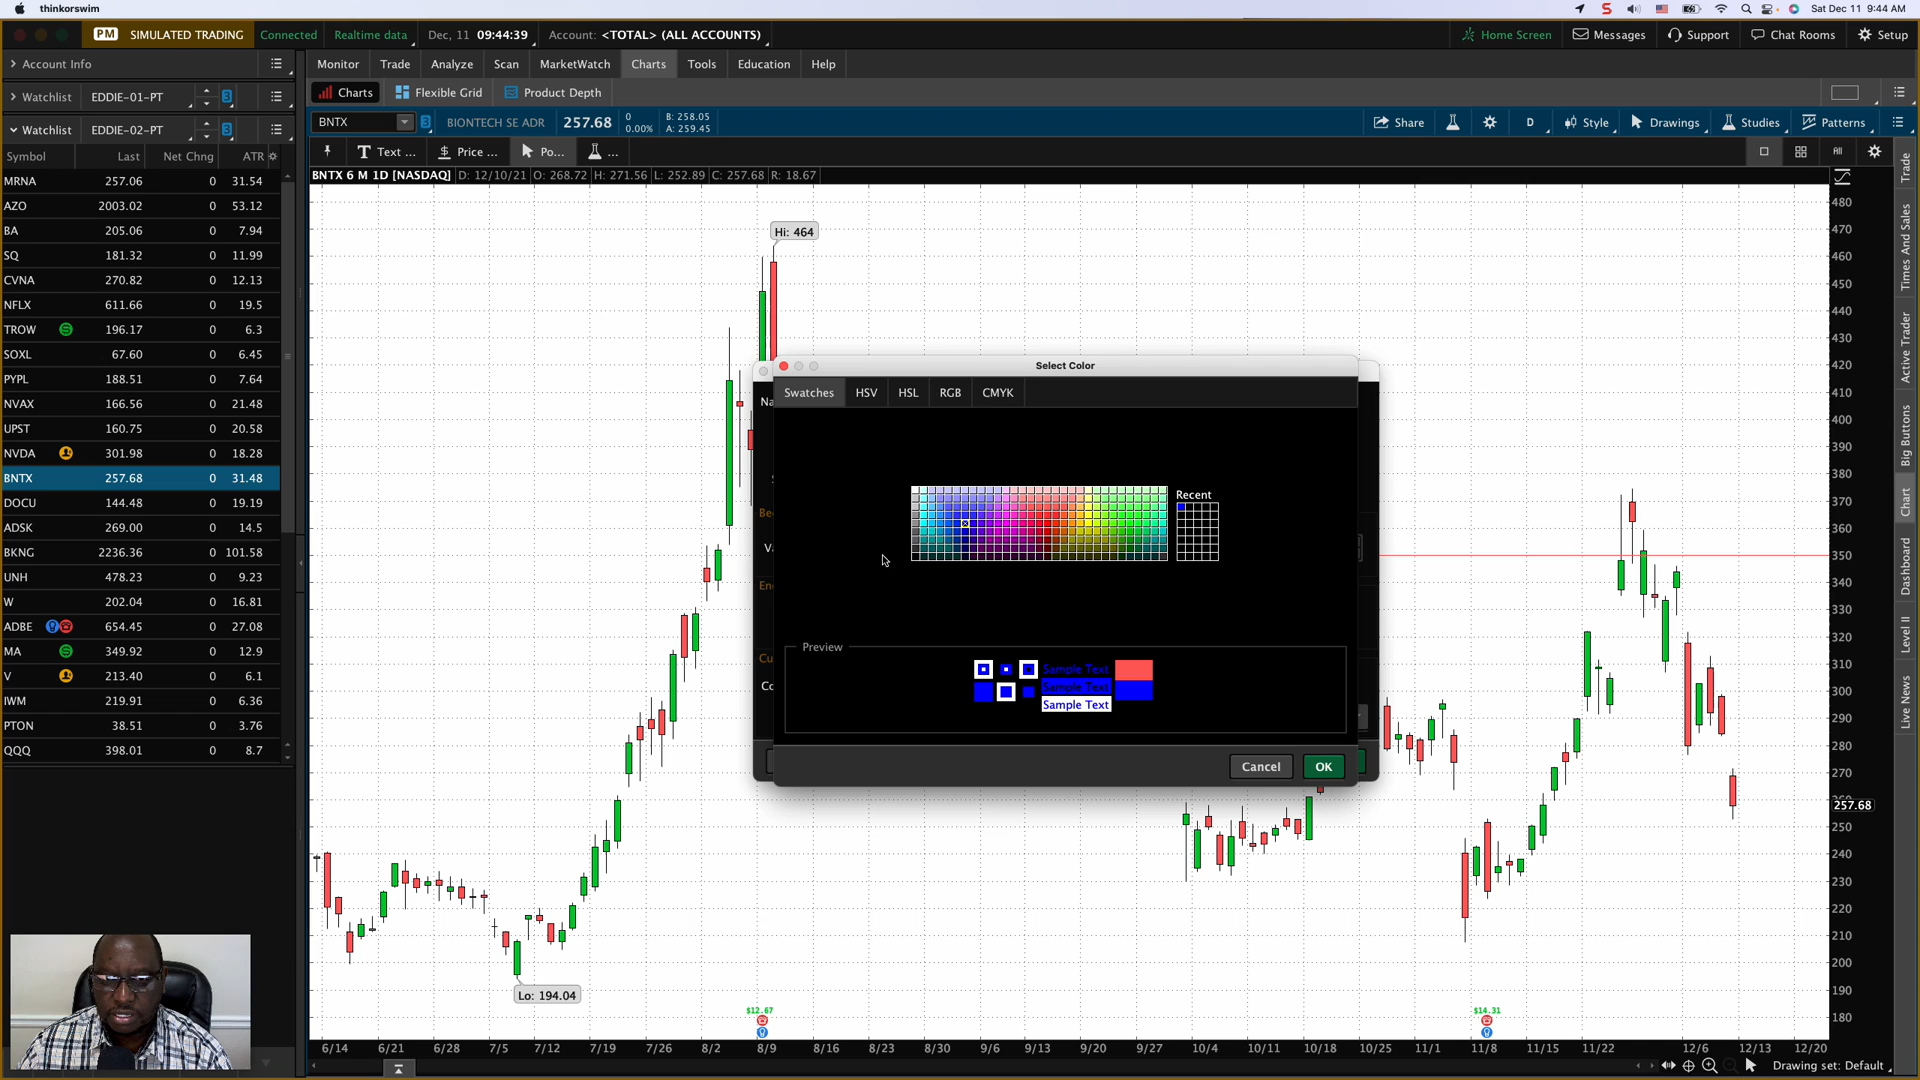 thinkorswim
Sat Dec 11 9:44 AM
PM SIMULATED TRADING Connected Realtime data Dec, 11 09:44:39 Account: <TOTAL> (ALL ACCOUNTS) Home Screen Messages Support Chat Rooms Setup
Account Info
Monitor Trade Analyze Scan MarketWatch Charts Tools Education Help
Watchlist EDDIE-01-PT 3
Charts Flexible Grid Product Depth
Watchlist EDDIE-02-PT 3
BNTX 3 BIONTECH SE ADR 257.68 0 0.00% B: 258.05 A: 259.45 Share D Style Drawings Studies Patterns
Text ... Price ... Po... ... All
Symbol Last Net Chng ATR
BNTX 6 M 1D [NASDAQ] D: 12/10/21 O: 268.72 H: 271.56 L: 252.89 C: 257.68 R: 18.67
MRNA 257.06 0 31.54
AZO 2003.02 0 53.12
BA 205.06 0 7.94
SQ 181.32 0 11.99
CVNA 270.82 0 12.13
NFLX 611.66 0 19.5
TROW 196.17 0 6.3
SOXL 67.60 0 6.45
PYPL 188.51 0 7.64
NVAX 166.56 0 21.48
UPST 160.75 0 20.58
NVDA 301.98 0 18.28
BNTX 257.68 0 31.48
DOCU 144.48 0 19.19
ADSK 269.00 0 14.5
BKNG 2236.36 0 101.58
UNH 478.23 0 9.23
W 202.04 0 16.81
ADBE 654.45 0 27.08
MA 349.92 0 12.9
V 213.40 0 6.1
IWM 219.91 0 6.36
PTON 38.51 0 3.76
QQQ 398.01 0 8.7
Hi: 464
Select Color
Swatches HSV HSL RGB CMYK
Na
Recent
Preview
Sample Text
Sample Text
Sample Text
Cancel OK
Lo: 194.04
$12.67
$14.31
480
470
460
450
440
430
420
410
400
390
380
370
360
350
340
330
320
310
300
290
280
270
257.68
250
240
230
220
210
200
190
180
6/14 6/21 6/28 7/5 7/12 7/19 7/26 8/2 8/9 8/16 8/23 8/30 9/6 9/13 9/20 9/27 10/4 10/11 10/18 10/25 11/1 11/8 11/15 11/22 12/6 12/13 12/20
Drawing set: Default
Trade
Times And Sales
Active Trader
Big Buttons
Chart
Dashboard
Level II
Live News